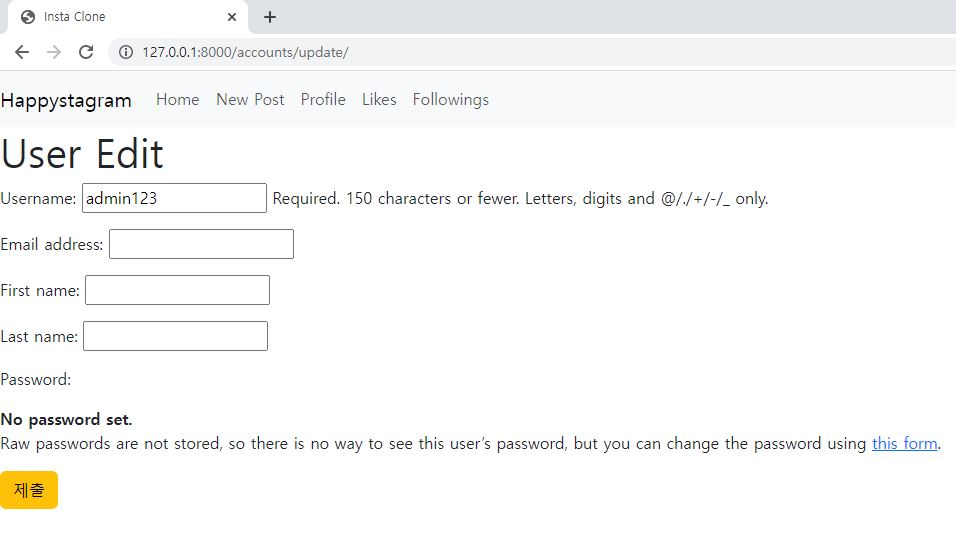 Insta Clone
127.0.0.1:8000/accounts/update/
Happystagram Home New Post Profile Likes Followings
User Edit
Username: admin123 Required. 150 characters or fewer. Letters, digits and @/./+/-/_ only.
Email address:
First name:
Last name:
Password:
No password set.
Raw passwords are not stored, so there is no way to see this user’s password, but you can change the password using this form.
제출